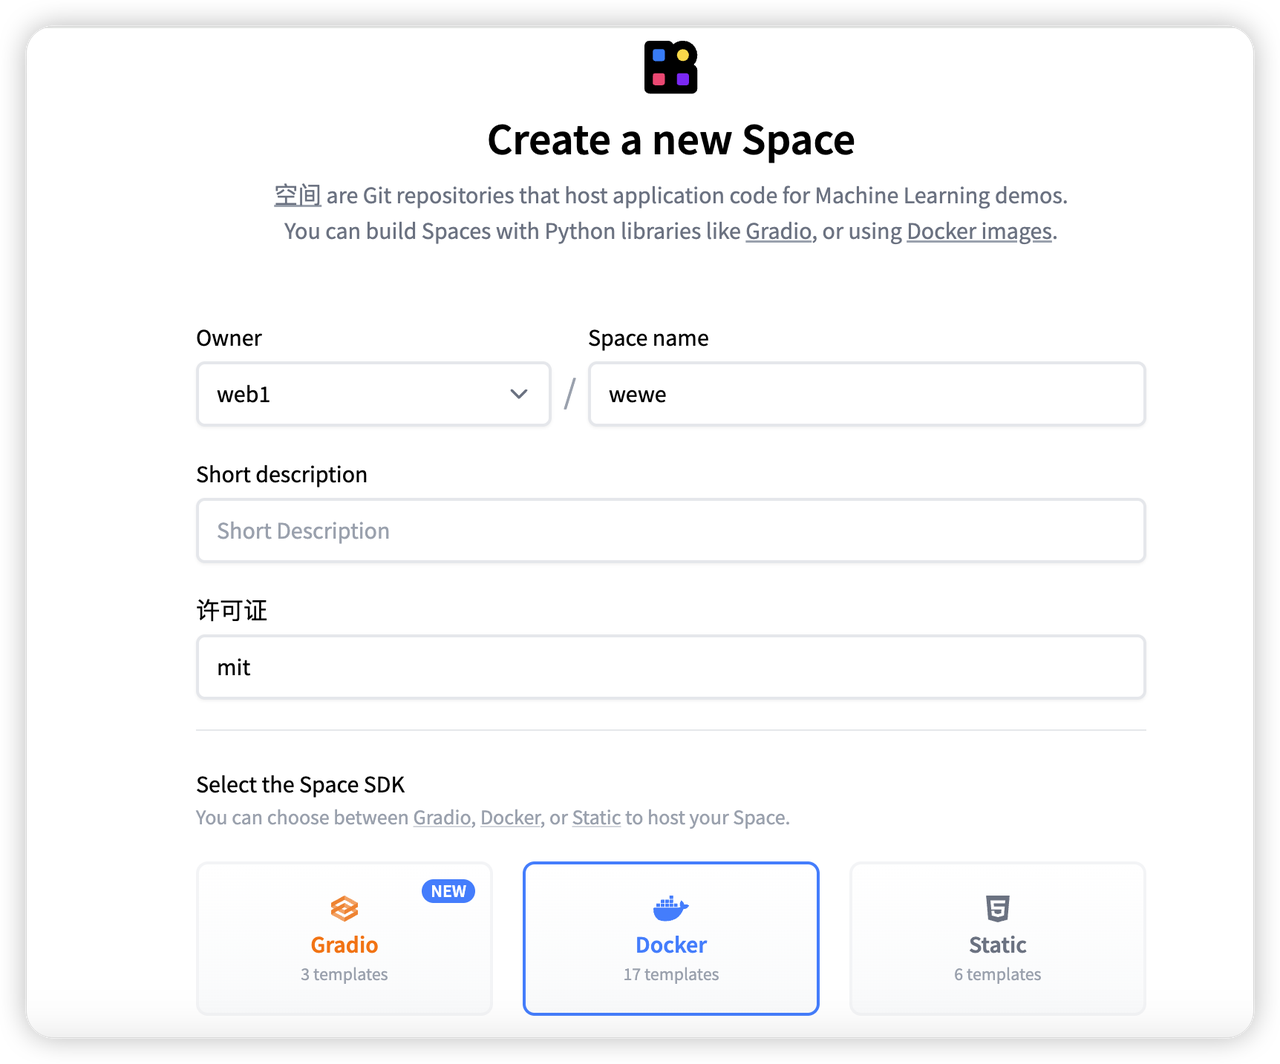 Create a new Space
空间 are Git repositories that host application code for Machine Learning demos.
You can build Spaces with Python libraries like Gradio, or using Docker images.
Owner
Space name
web1
/
wewe
Short description
Short Description
许可证
mit
Select the Space SDK
You can choose between Gradio, Docker, or Static to host your Space.
NEW
Gradio
3 templates
Docker
17 templates
Static
6 templates